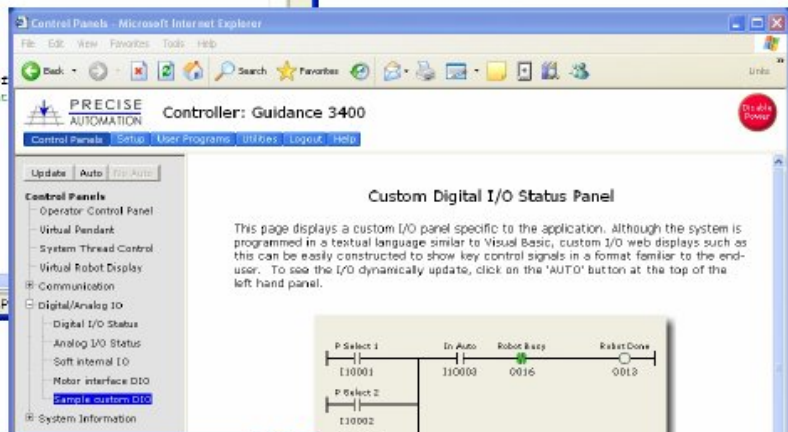 Control Panels - Microsoft Internet Explorer
File Edit View Favorites Tools Help
Back Search Favorites Links
PRECISE
AUTOMATION
Controller: Guidance 3400
Disable
Power
Control Panels Setup User Programs Utilities Logout Help
Update Auto No Auto
Control Panels
Operator Control Panel
Virtual Pendant
System Thread Control
Virtual Robot Display
Communication
Digital/Analog IO
Digital I/O Status
Analog I/O Status
Soft internal IO
Motor interface DIO
Sample custom DIO
System Information
Custom Digital I/O Status Panel
This page displays a custom I/O panel specific to the application. Although the system is
programmed in a textual language similar to Visual Basic, custom I/O web displays such as
this can be easily constructed to show key control signals in a format familiar to the end-
user. To see the I/O dynamically update, click on the 'AUTO' button at the top of the
left hand panel.
P Select 1 In Auto Robot Busy Robot Done
I10001 I10003 O016 O013
P Select 2
I10002